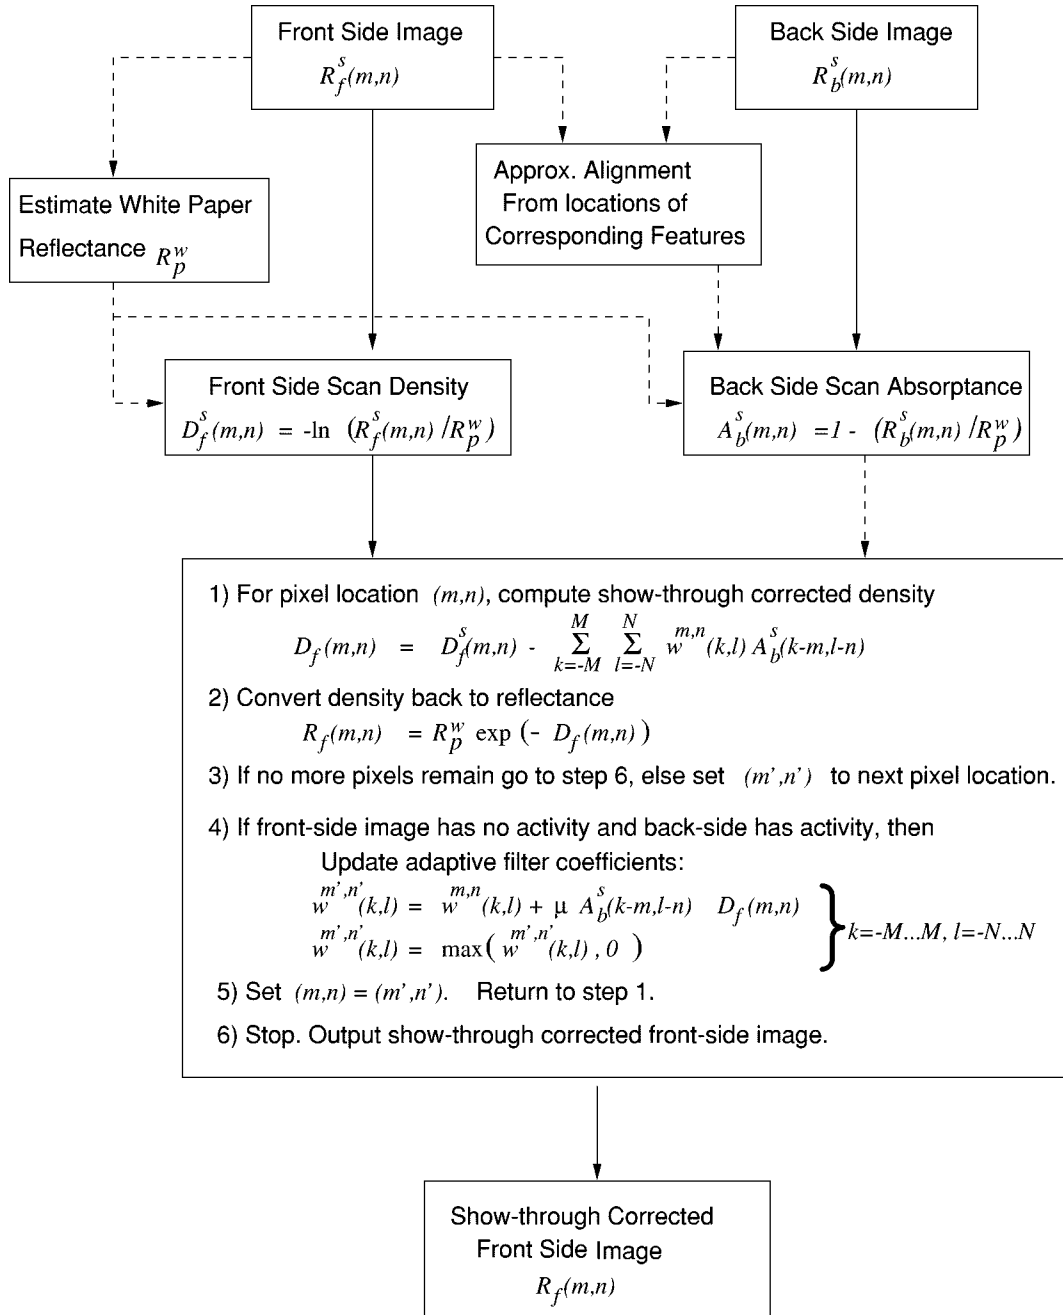 Front Side Image
R_f^s(m,n)
Back Side Image
R_b^s(m,n)
Estimate White Paper
Reflectance R_p^w
Approx. Alignment
From locations of
Corresponding Features
Front Side Scan Density
D_f^s(m,n) = -ln (R_f^s(m,n) /R_p^w)
Back Side Scan Absorptance
A_b^s(m,n) =1 - (R_b^s(m,n) /R_p^w)
1) For pixel location (m,n), compute show-through corrected density
D_f(m,n) = D_f^s(m,n) - ∑_{k=-M}^{M} ∑_{l=-N}^{N} w^{m,n}(k,l) A_b^s(k-m,l-n)
2) Convert density back to reflectance
R_f(m,n) = R_p^w exp (- D_f(m,n))
3) If no more pixels remain go to step 6, else set (m',n') to next pixel location.
4) If front-side image has no activity and back-side has activity, then
Update adaptive filter coefficients:
w^{m',n'}(k,l) = w^{m,n}(k,l) + µ A_b^s(k-m,l-n) D_f(m,n)
w^{m',n'}(k,l) = max( w^{m',n'}(k,l) , 0 )
k=-M...M, l=-N...N
5) Set (m,n) = (m',n'). Return to step 1.
6) Stop. Output show-through corrected front-side image.
Show-through Corrected
Front Side Image
R_f(m,n)